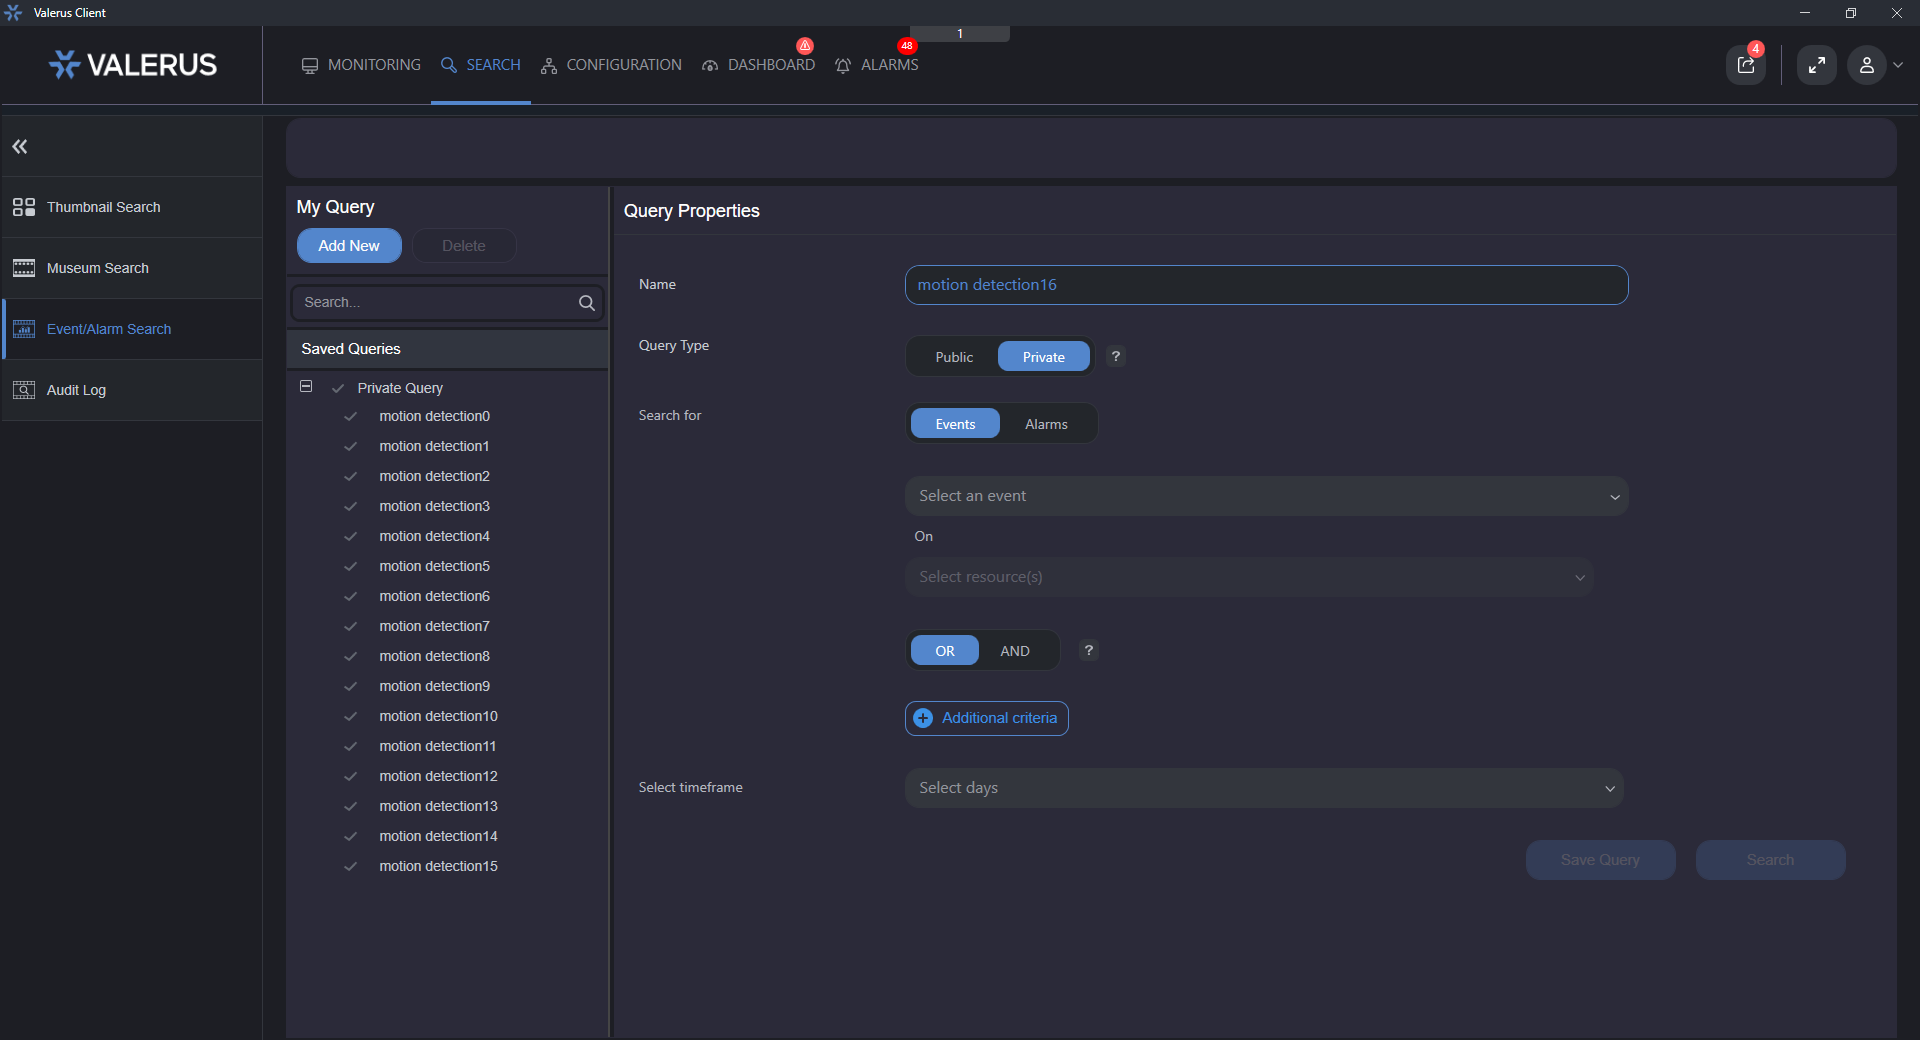 Valerus Client
1
VALERUS
MONITORING
SEARCH
CONFIGURATION
DASHBOARD
48
ALARMS
4
Thumbnail Search
Museum Search
Event/Alarm Search
Audit Log
My Query
Add New
Delete
Search...
Saved Queries
Private Query
motion detection0
motion detection1
motion detection2
motion detection3
motion detection4
motion detection5
motion detection6
motion detection7
motion detection8
motion detection9
motion detection10
motion detection11
motion detection12
motion detection13
motion detection14
motion detection15
Query Properties
Name
motion detection16
Query Type
Public
Private
?
Search for
Events
Alarms
Select an event
On
Select resource(s)
OR
AND
?
Additional criteria
Select timeframe
Select days
Save Query
Search